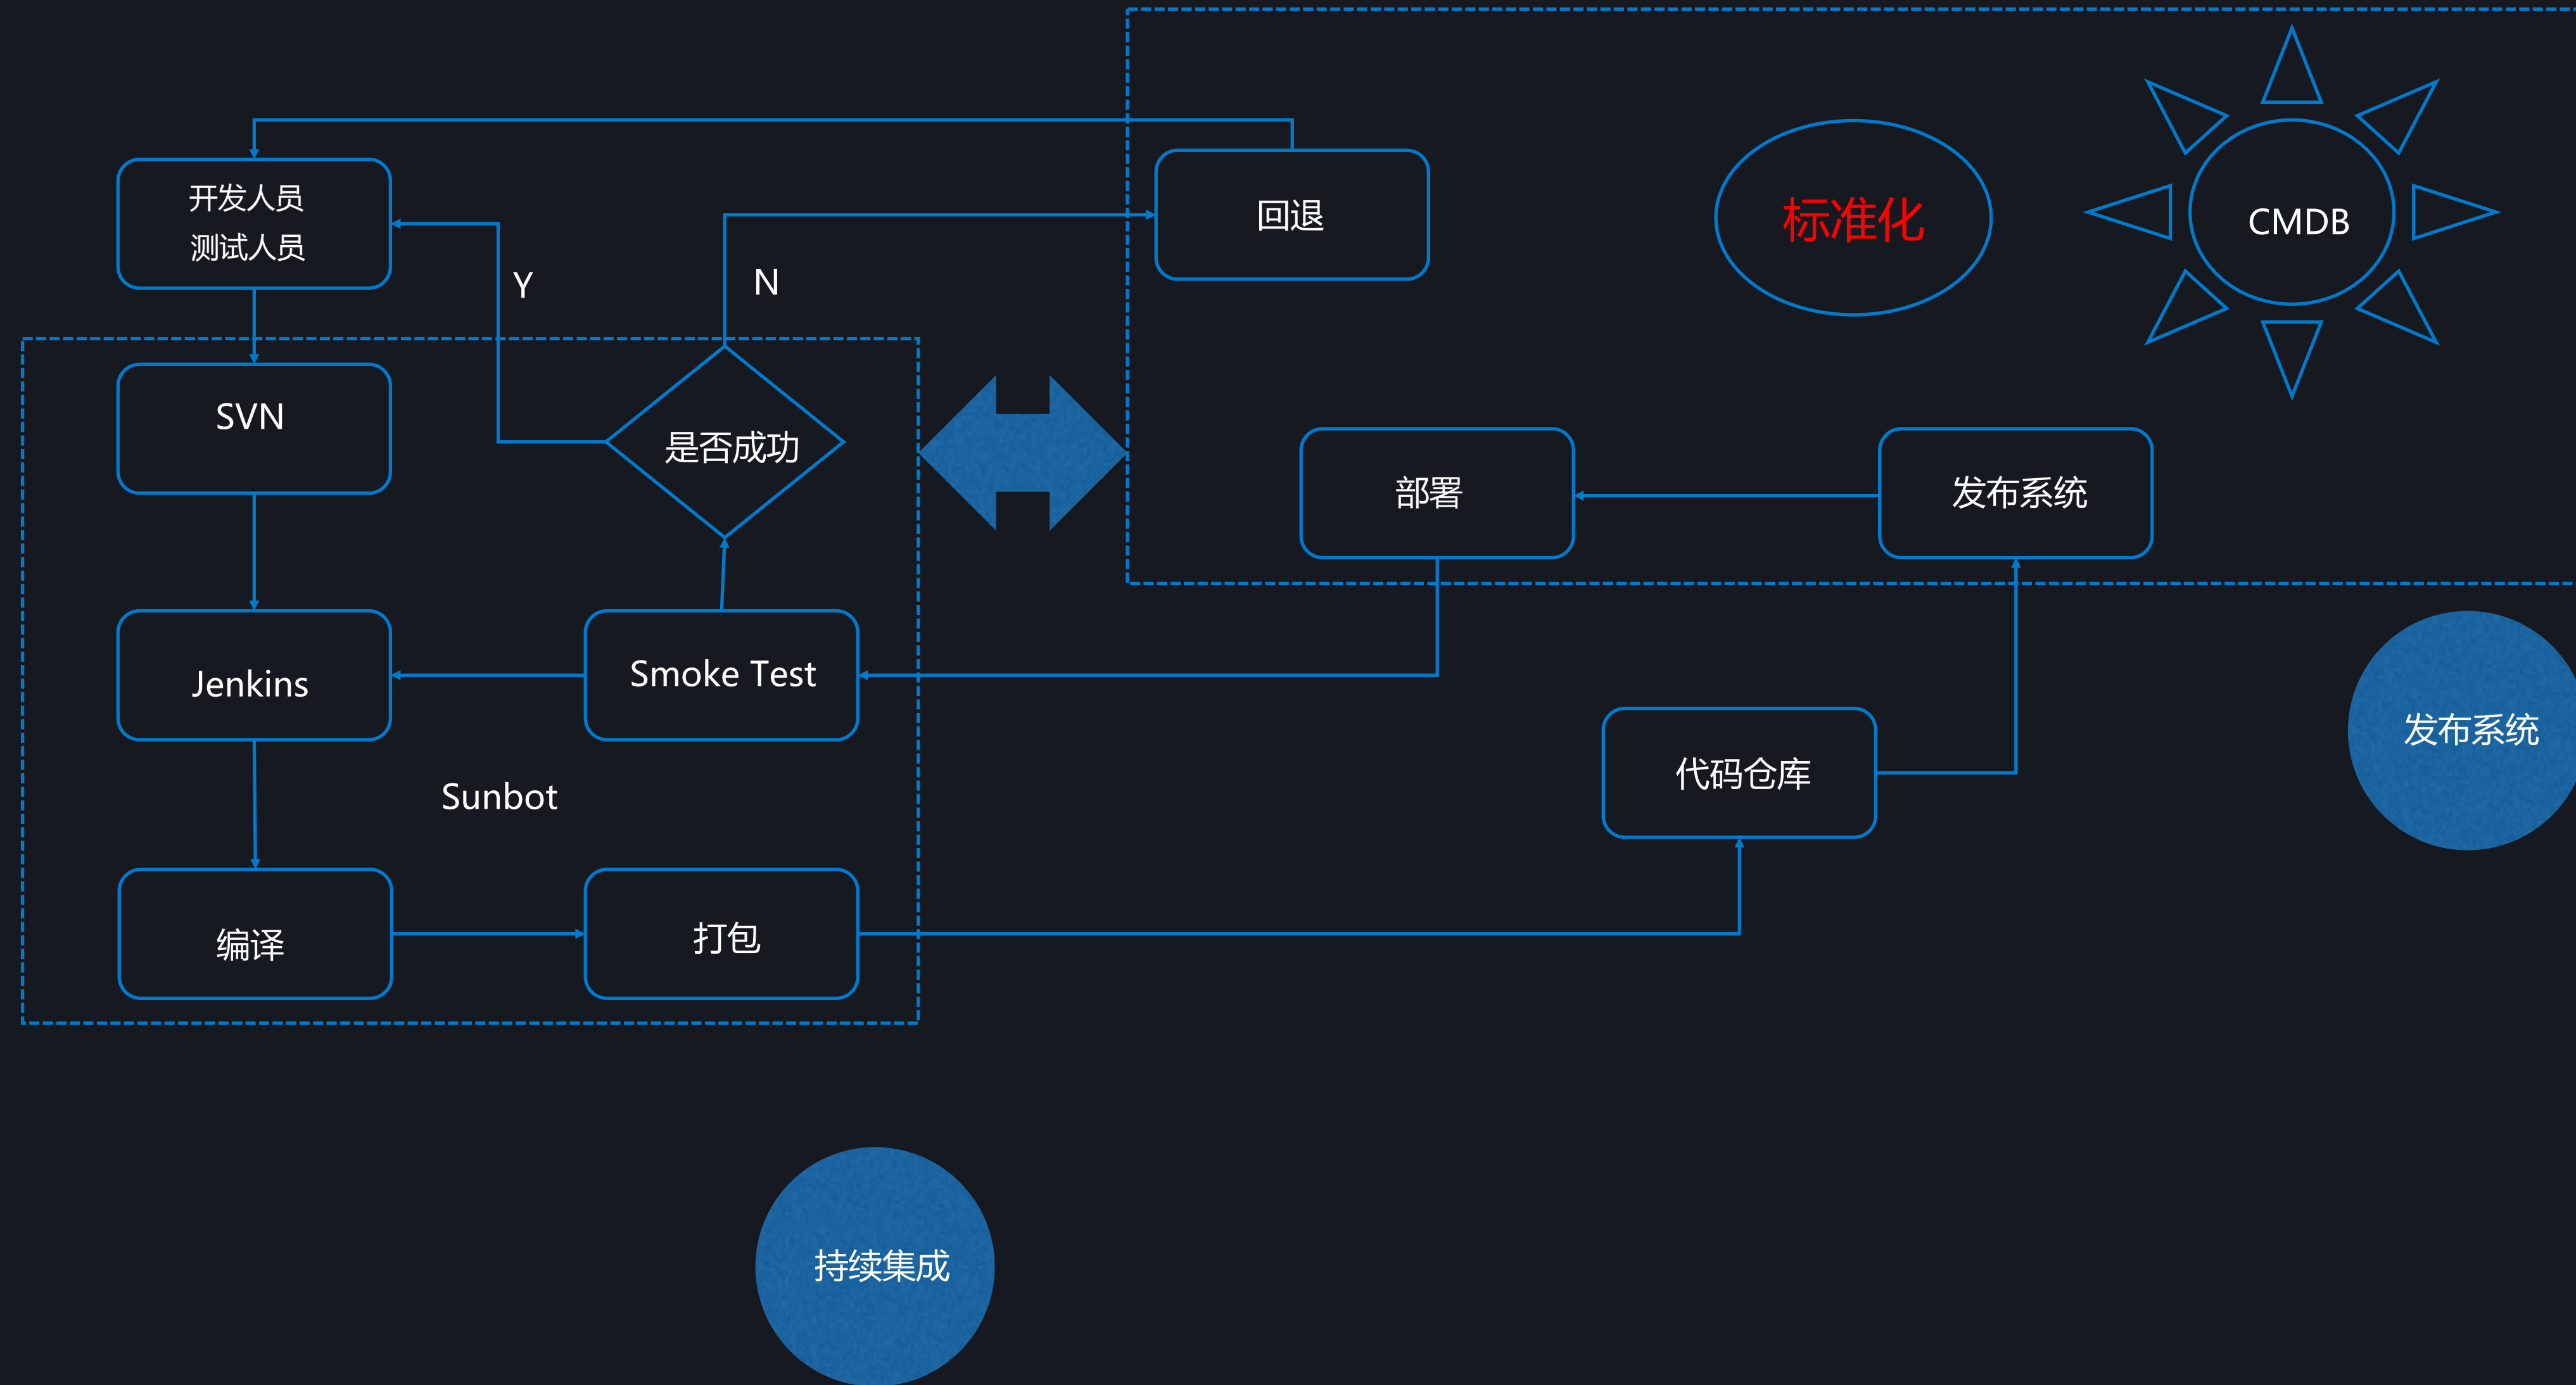 开发人员
测试人员
回退
标准化
CMDB
Y
N
SVN
是否成功
部署
发布系统
Jenkins
Smoke Test
代码仓库
发布系统
Sunbot
编译
打包
持续集成